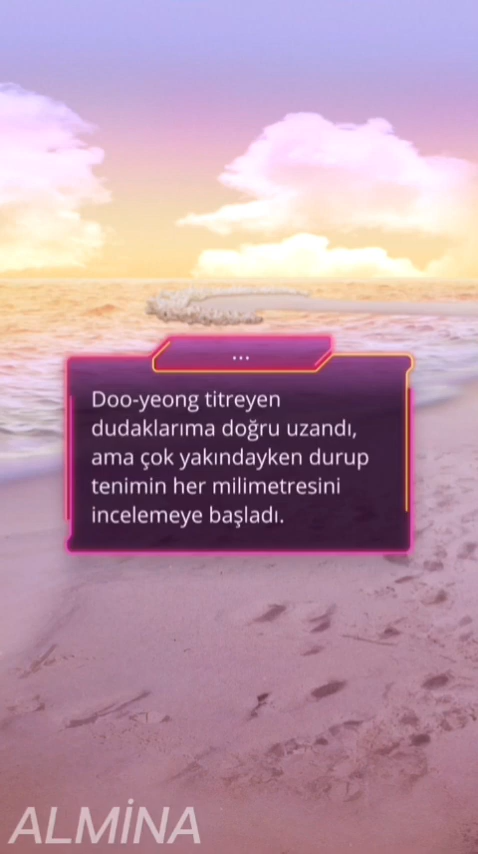 ...
Doo-yeong titreyen
dudaklarıma doğru uzandı,
ama çok yakındayken durup
tenimin her milimetresini
incelemeye başladı.
ALMİNA